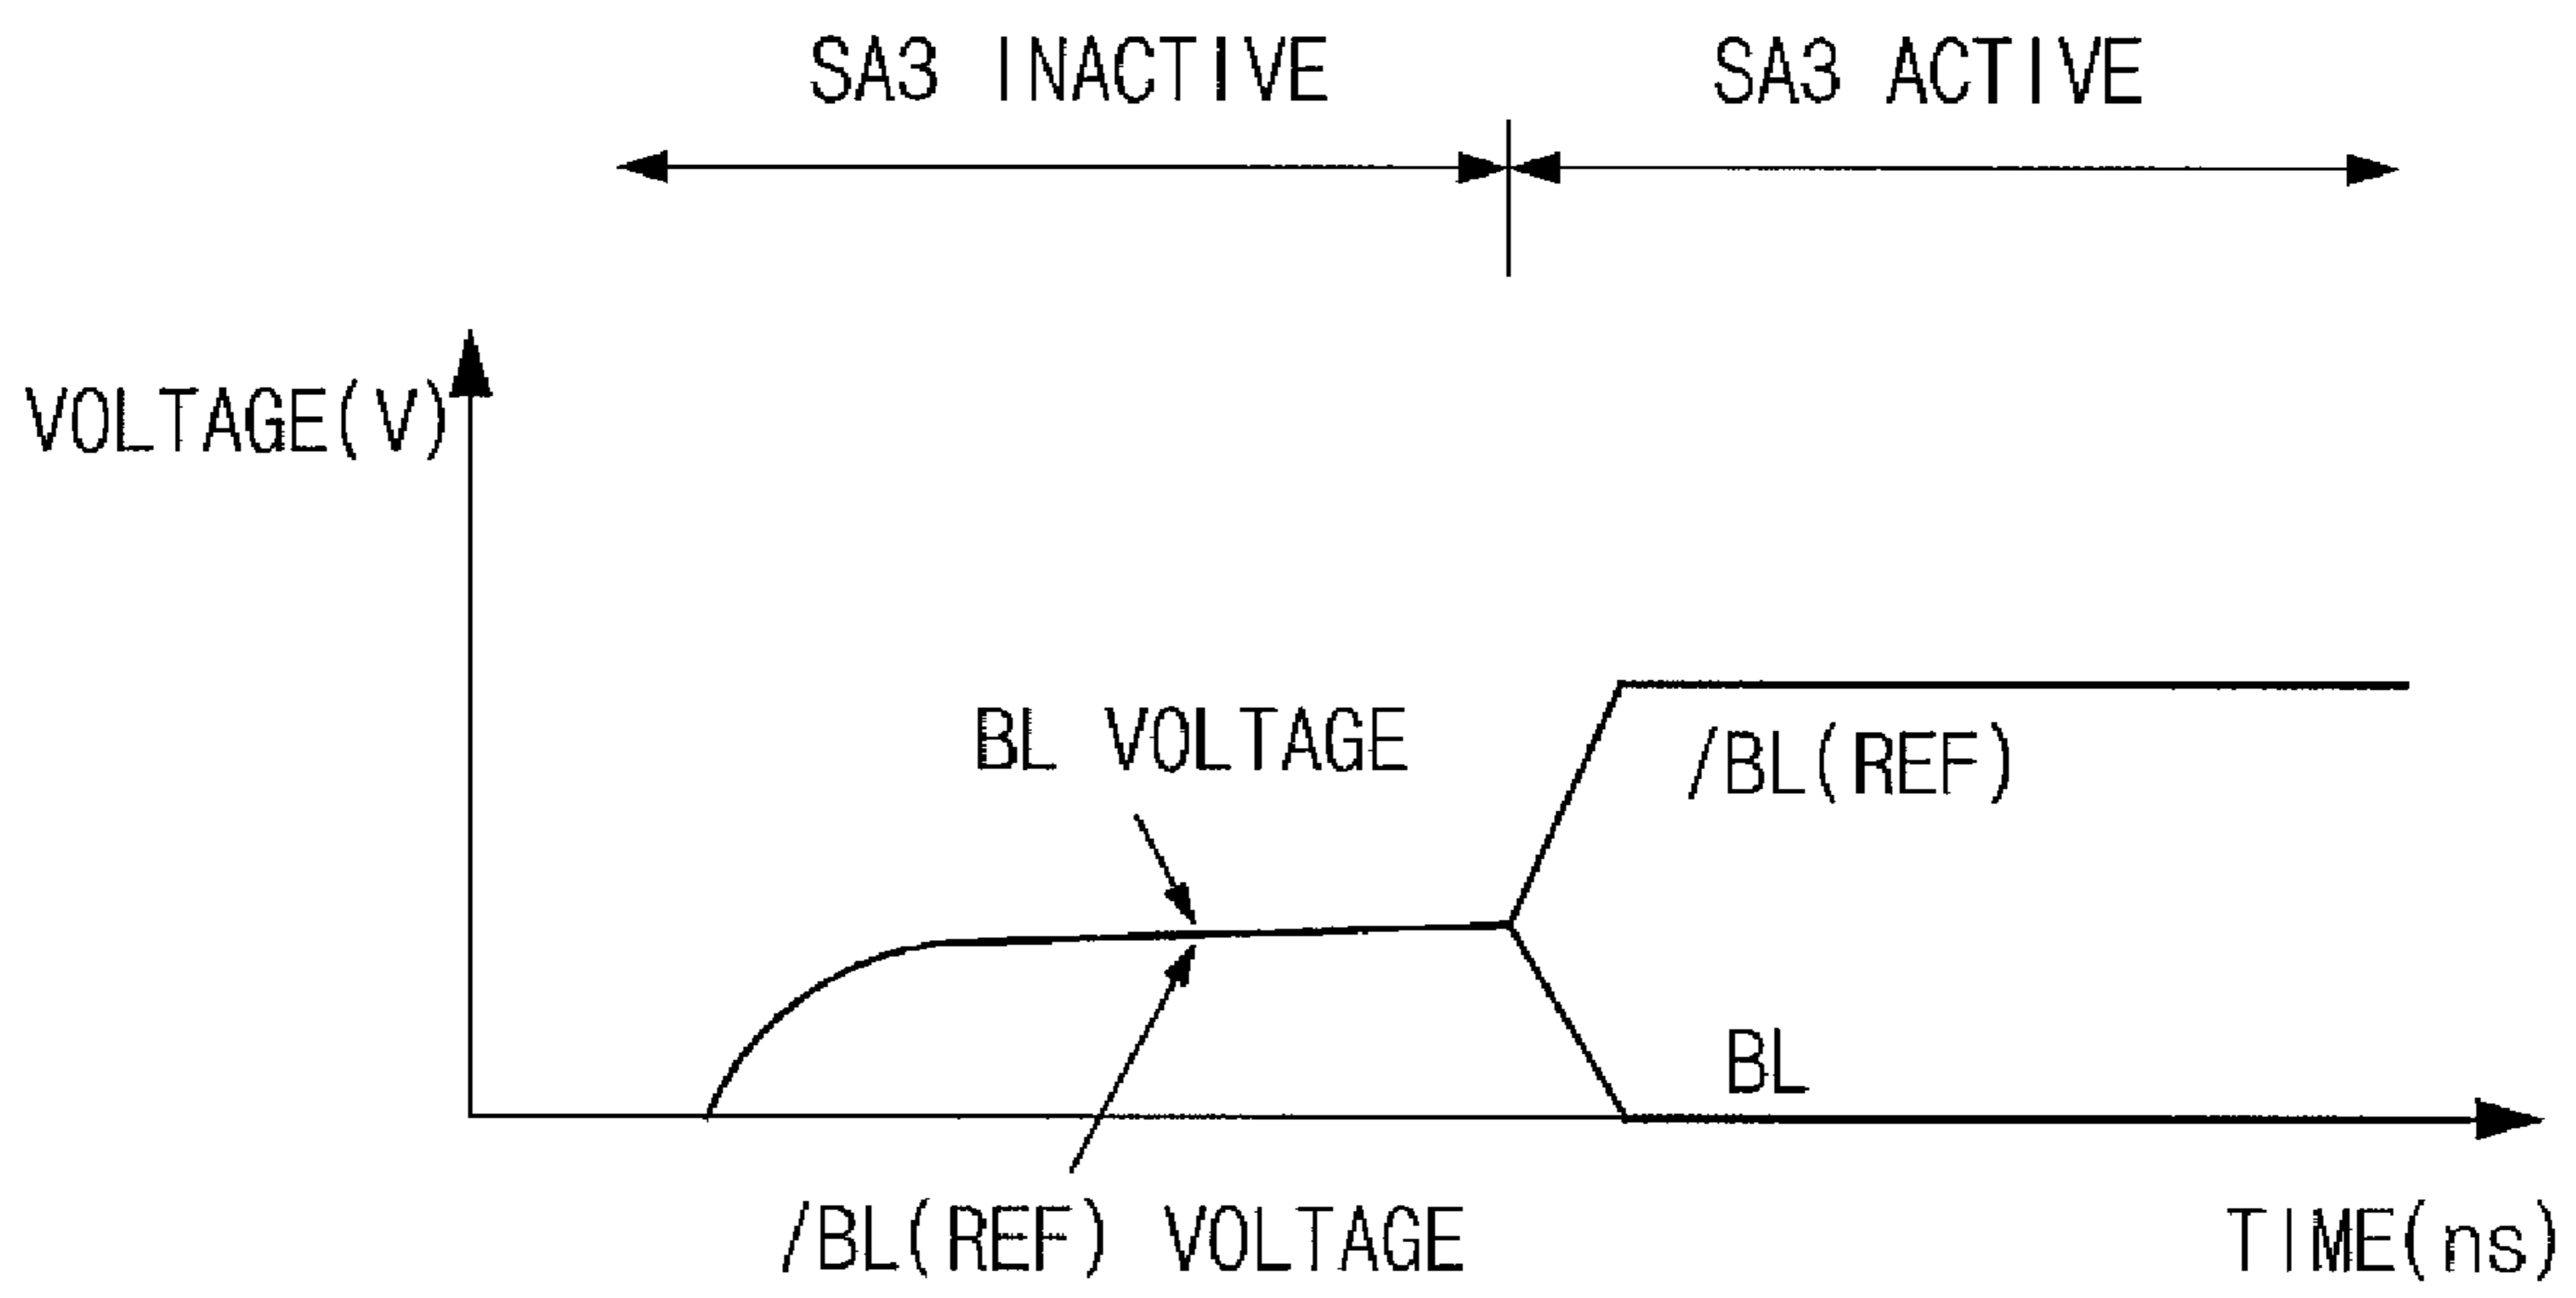 SA3 INACTIVE
SA3 ACTIVE
VOLTAGE(V)
BL VOLTAGE
/BL(REF)
BL
/BL(REF) VOLTAGE
TIME(ns)